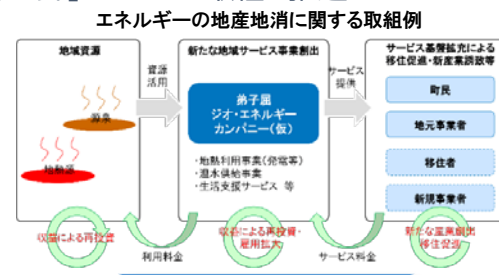 エネルギーの地産地消に関する取組例
地域資源
源泉
地熱源
収益による再投資
資源
活用
新たな地域サービス事業創出
弟子屈
ジオ・エネルギー
カンパニー(仮)
・地熱利用事業(発電等)
・温水供給事業
・生活支援サービス 等
収益による再投資・
雇用拡大
サービス
提供
サービス基盤拡充による
移住促進・新産業誘致等
町民
地元事業者
移住者
新規事業者
新たな産業創出
移住促進
利用料金
サービス料金